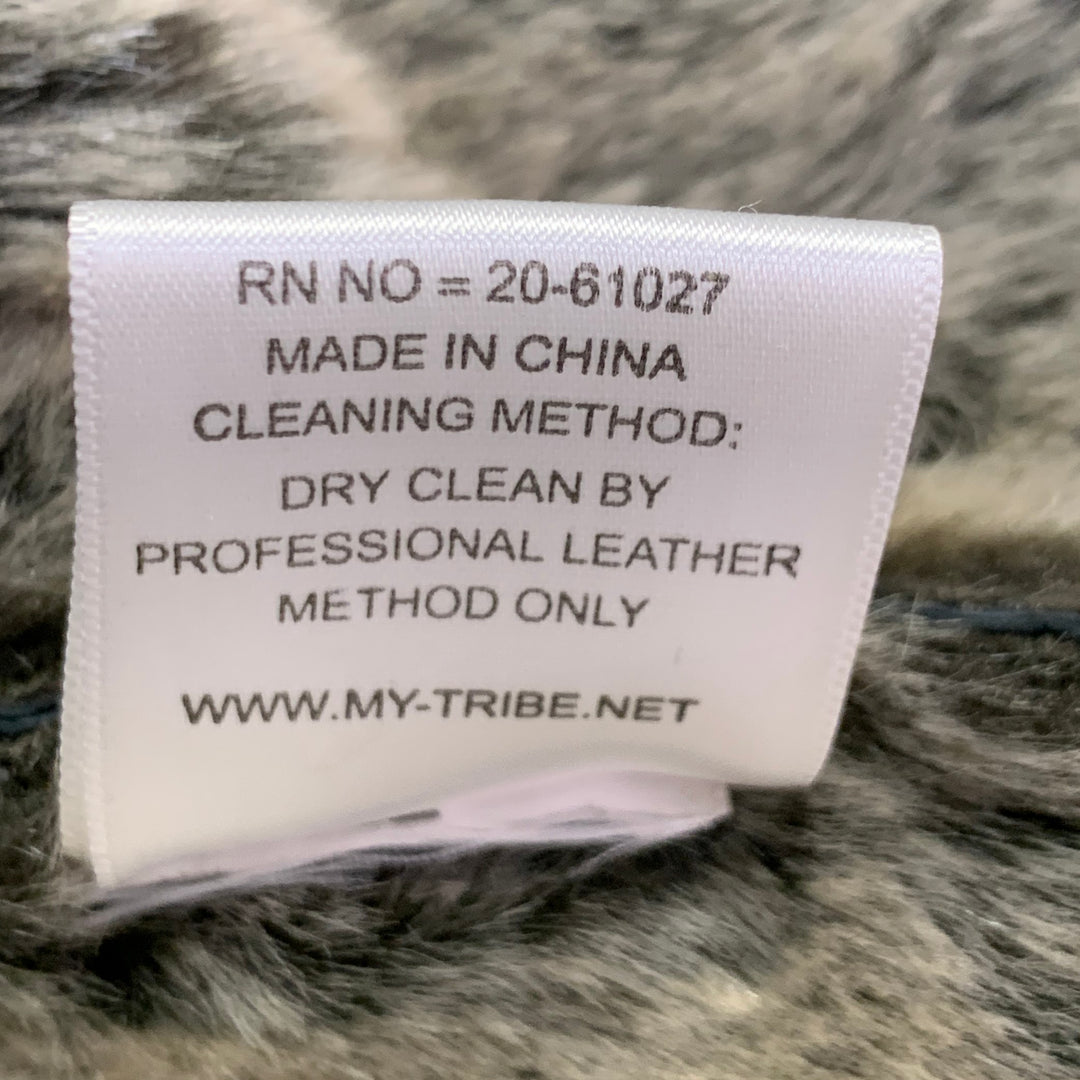 RN NO = 20-61027
MADE IN CHINA
CLEANING METHOD:
DRY CLEAN BY
PROFESSIONAL LEATHER
METHOD ONLY
WWW.MY-TRIBE.NET